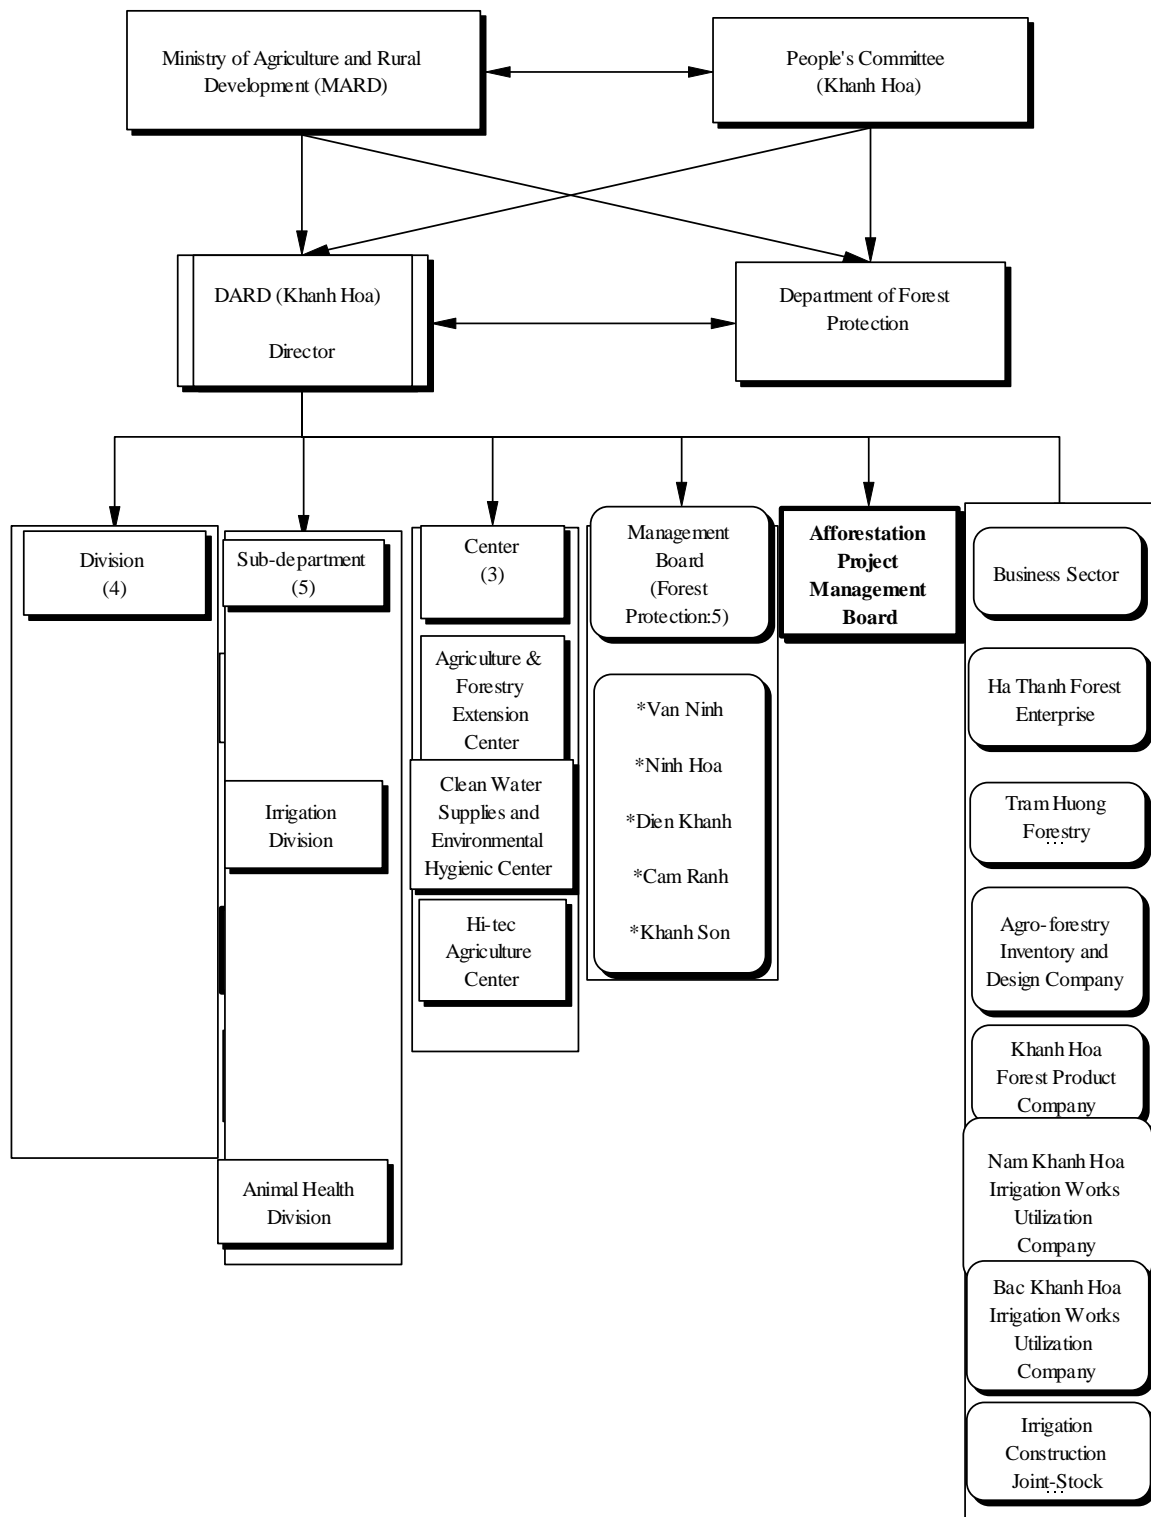 Ministry of Agriculture and Rural
Development (MARD)
People's Committee
(Khanh Hoa)
DARD (Khanh Hoa)
Director
Department of Forest
Protection
Division
(4)
Sub-department
(5)
Irrigation
Division
Animal Health
Division
Center
(3)
Agriculture &
Forestry
Extension
Center
Clean Water
Supplies and
Environmental
Hygienic Center
Hi-tec
Agriculture
Center
Management
Board
(Forest
Protection:5)
*Van Ninh
*Ninh Hoa
*Dien Khanh
*Cam Ranh
*Khanh Son
Afforestation
Project
Management
Board
Business Sector
Ha Thanh Forest
Enterprise
Tram Huong
Forestry
Agro-forestry
Inventory and
Design Company
Khanh Hoa
Forest Product
Company
Nam Khanh Hoa
Irrigation Works
Utilization
Company
Bac Khanh Hoa
Irrigation Works
Utilization
Company
Irrigation
Construction
Joint-Stock